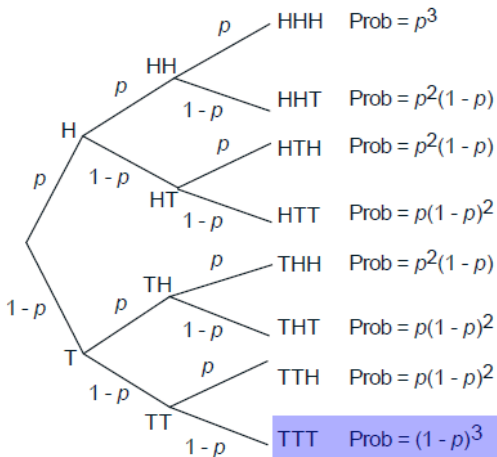 p HHH Prob = p³
HH
p 1 - p HHT Prob = p²(1 - p)
H p HTH Prob = p²(1 - p)
p 1 - p
HT 1 - p HTT Prob = p(1 - p)²
p THH Prob = p²(1 - p)
TH
1 - p p 1 - p THT Prob = p(1 - p)²
T p TTH Prob = p(1 - p)²
1 - p
TT 1 - p TTT Prob = (1 - p)³